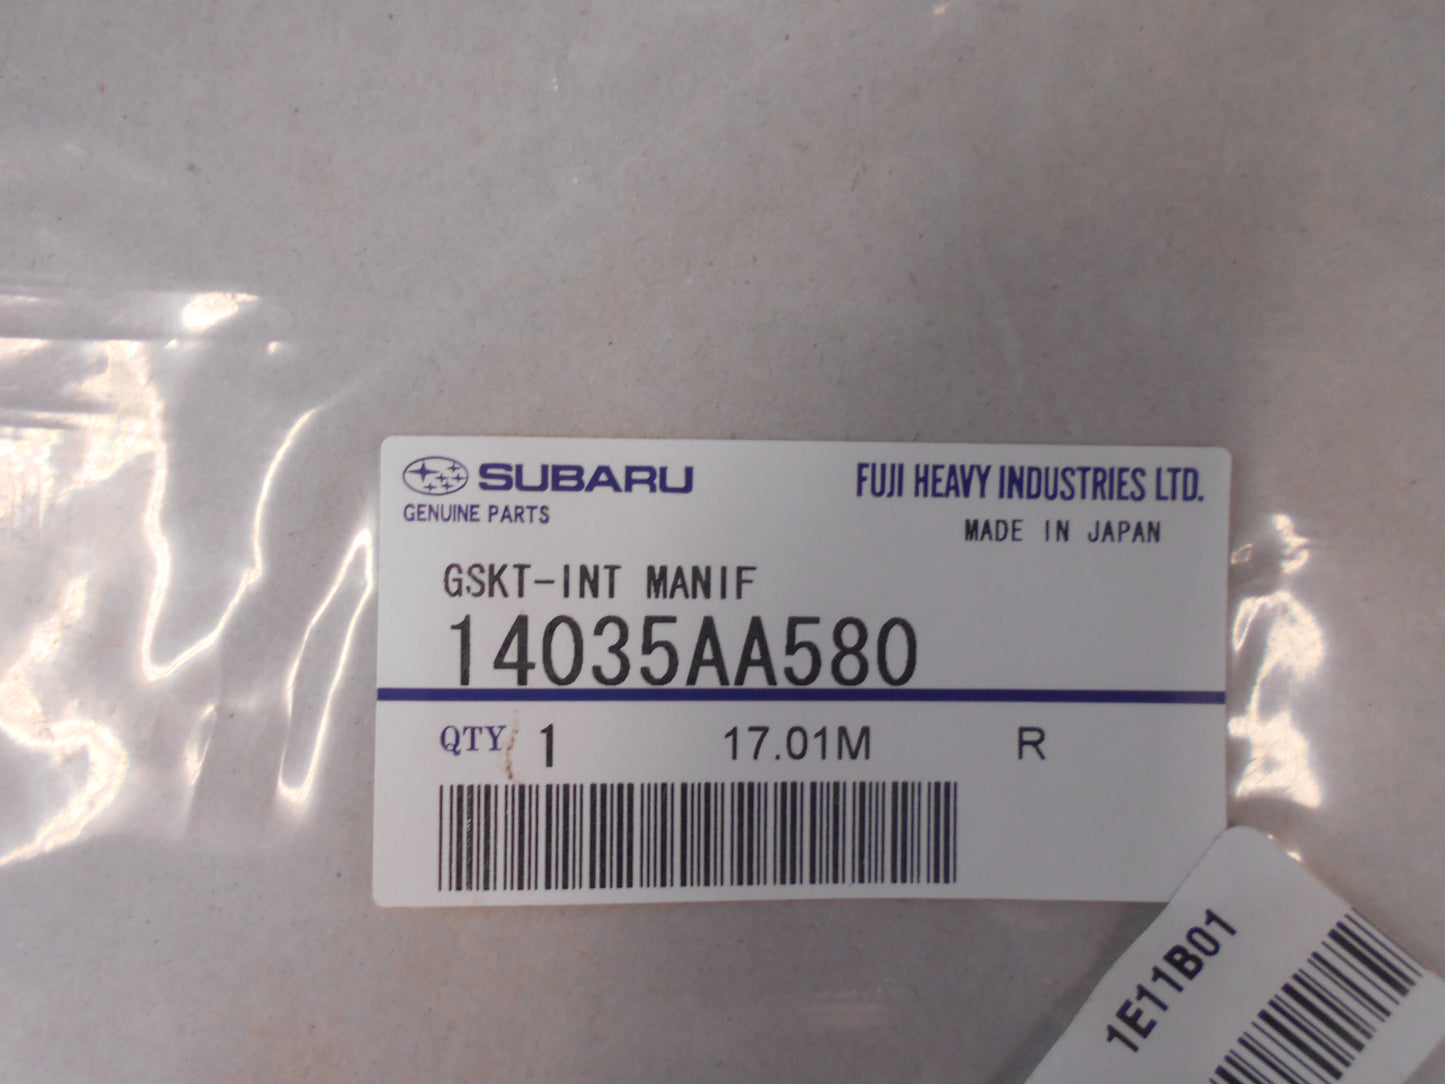 SUBARU
GENUINE PARTS
FUJI HEAVY INDUSTRIES LTD.
MADE IN JAPAN
GSKT-INT MANIF
14035AA580
QTY 1 17.01M R
1E11B01